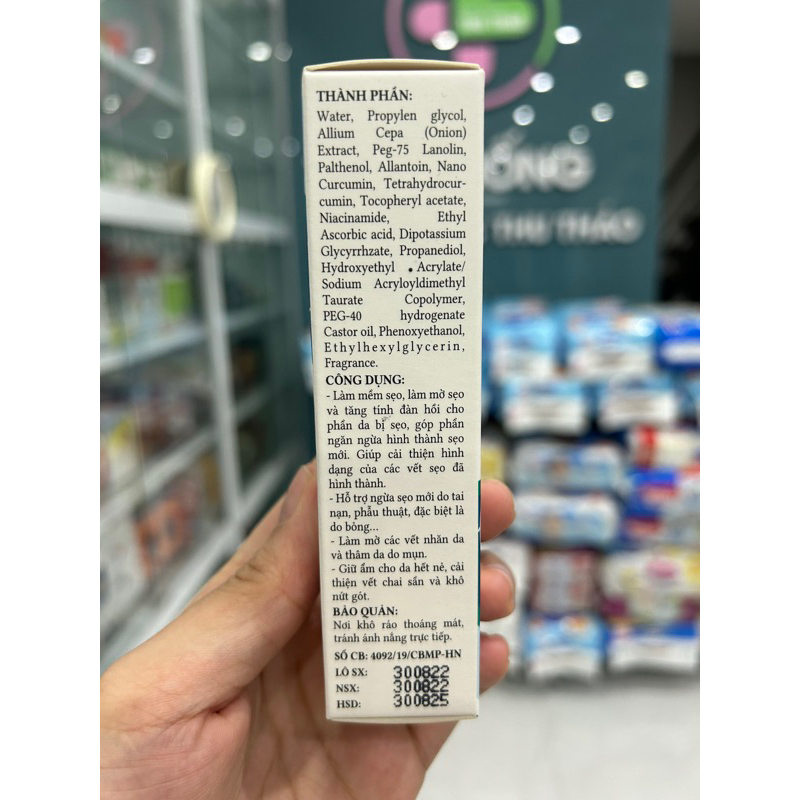 THÀNH PHẦN:
Water, Propylen glycol,
Allium Cepa (Onion)
Extract, Peg-75 Lanolin,
Palthenol, Allantoin, Nano
Curcumin, Tetrahydrocur-
cumin, Tocopheryl acetate,
Niacinamide, Ethyl
Ascorbic acid, Dipotassium
Glycyrrhzate, Propanediol,
Hydroxyethyl Acrylate/
Sodium Acryloyldimethyl
Taurate Copolymer,
PEG-40 hydrogenate
Castor oil, Phenoxyethanol,
Ethylhexylglycerin,
Fragrance.
CÔNG DỤNG:
- Làm mềm sẹo, làm mờ sẹo
và tăng tính đàn hồi cho
phần da bị sẹo, góp phần
ngăn ngừa hình thành sẹo
mới. Giúp cải thiện hình
dạng của các vết sẹo đã
hình thành.
- Hỗ trợ ngừa sẹo mới do tai
nạn, phẫu thuật, đặc biệt là
do bỏng...
- Làm mờ các vết nhăn da
và thâm da do mụn.
- Giữ ẩm cho da hết nẻ, cải
thiện vết chai sần và khô
nứt gót.
BẢO QUẢN:
Nơi khô ráo thoáng mát,
tránh ánh nắng trực tiếp.
SỐ CB: 4092/19/CBMP-HN
LÔ SX: 300822
NSX: 300822
HSD: 300825
THU THẢO